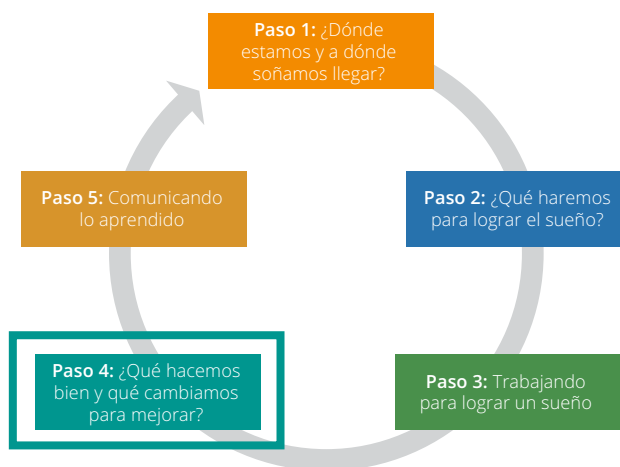 Paso 1: ¿Dónde
estamos y a dónde
soñamos llegar?
Paso 2: ¿Qué haremos
para lograr el sueño?
Paso 3: Trabajando
para lograr un sueño
Paso 4: ¿Qué hacemos
bien y qué cambiamos
para mejorar?
Paso 5: Comunicando
lo aprendido